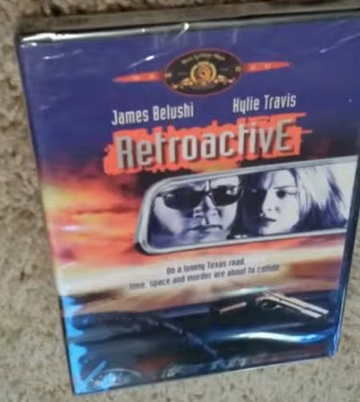 James Belushi Kylie Travis
RetroactivE
On a lonely Texas road,
time, space and murder are about to collide